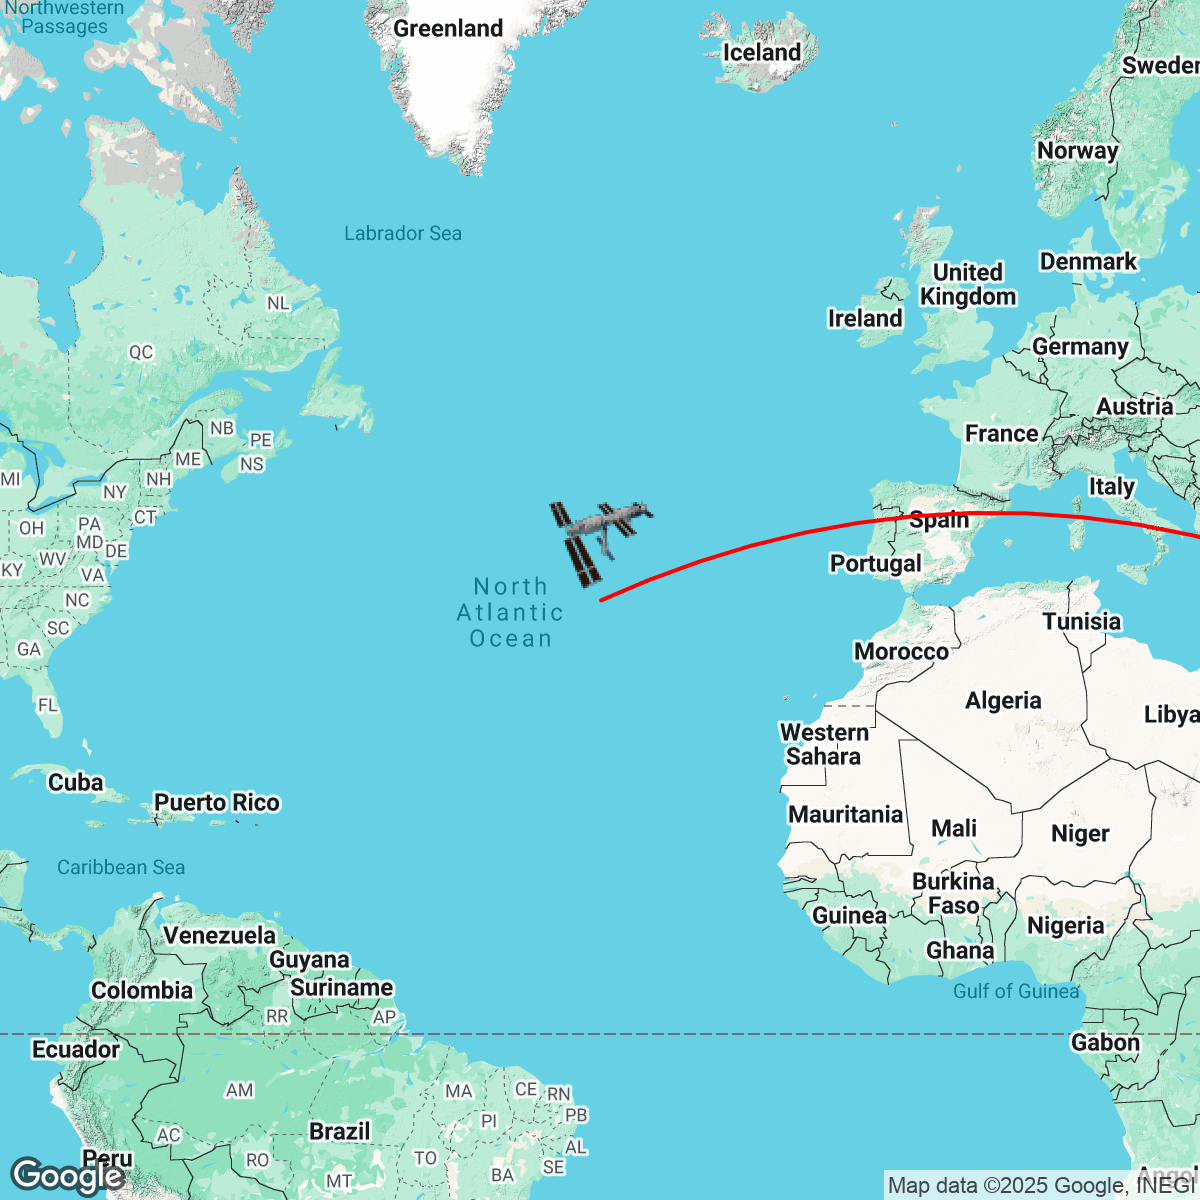 Northwestern
Passages
Greenland
Iceland
Sweden
Norway
Labrador Sea
Denmark
United
Kingdom
Ireland
NL
QC
Germany
Austria
NB
PE
France
ME
NS
MI
NH
NY
Italy
CT
OH
PA
Spain
MD
DE
WV
Portugal
KY
VA
North
Atlantic
Ocean
NC
SC
Tunisia
GA
Morocco
Algeria
FL
Libya
Western
Sahara
Cuba
Puerto Rico
Mauritania
Mali
Niger
Caribbean Sea
Burkina
Faso
Guinea
Nigeria
Venezuela
Ghana
Guyana
Colombia
Suriname
Gulf of Guinea
RR
AP
Ecuador
Gabon
AM
MA
CE
RN
PB
PI
AC
Brazil
AL
Peru
RO
TO
SE
BA
MT
Google
Map data ©2025 Google, INEGI